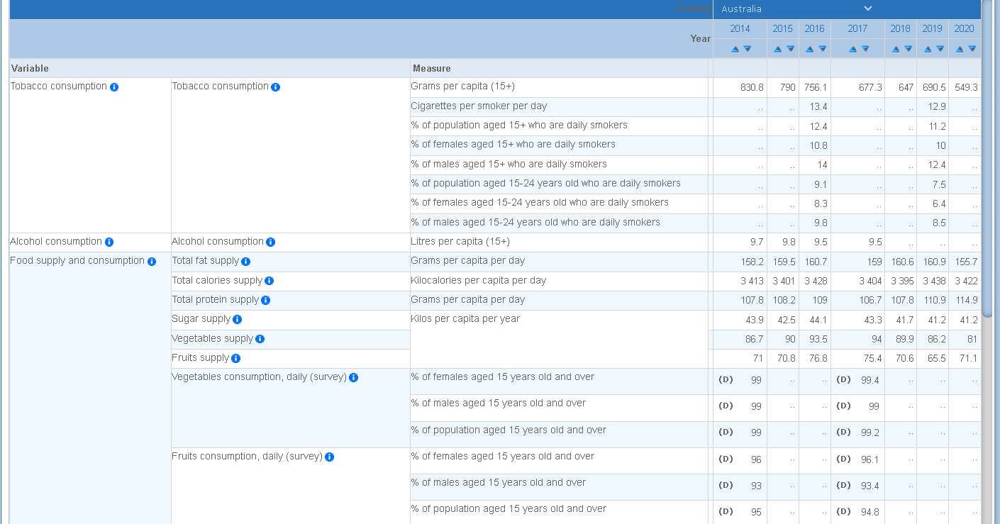 Country Australia
2014 2015 2016 2017 2018 2019 2020
Year
Variable Measure
Tobacco consumption Tobacco consumption Grams per capita (15+) 830.8 790 756.1 677.3 647 690.5 549.3
Cigarettes per smoker per day .. .. 13.4 .. .. 12.9 ..
% of population aged 15+ who are daily smokers .. .. 12.4 .. .. 11.2 ..
% of females aged 15+ who are daily smokers .. .. 10.8 .. .. 10 ..
% of males aged 15+ who are daily smokers .. .. 14 .. .. 12.4 ..
% of population aged 15-24 years old who are daily smokers .. .. 9.1 .. .. 7.5 ..
% of females aged 15-24 years old who are daily smokers .. .. 8.3 .. .. 6.4 ..
% of males aged 15-24 years old who are daily smokers .. .. 9.8 .. .. 8.5 ..
Alcohol consumption Alcohol consumption Litres per capita (15+) 9.7 9.8 9.5 9.5 .. .. ..
Food supply and consumption Total fat supply Grams per capita per day 158.2 159.5 160.7 159 160.6 160.9 155.7
Total calories supply Kilocalories per capita per day 3 413 3 401 3 428 3 404 3 395 3 438 3 422
Total protein supply Grams per capita per day 107.8 108.2 109 106.7 107.8 110.9 114.9
Sugar supply Kilos per capita per year 43.9 42.5 44.1 43.3 41.7 41.2 41.2
Vegetables supply 86.7 90 93.5 94 89.9 86.2 81
Fruits supply 71 70.8 76.8 75.4 70.6 65.5 71.1
Vegetables consumption, daily (survey) % of females aged 15 years old and over (D) 99 .. .. (D) 99.4 .. .. ..
% of males aged 15 years old and over (D) 99 .. .. (D) 99 .. .. ..
% of population aged 15 years old and over (D) 99 .. .. (D) 99.2 .. .. ..
Fruits consumption, daily (survey) % of females aged 15 years old and over (D) 96 .. .. (D) 96.1 .. .. ..
% of males aged 15 years old and over (D) 93 .. .. (D) 93.4 .. .. ..
% of population aged 15 years old and over (D) 95 .. .. (D) 94.8 .. .. ..